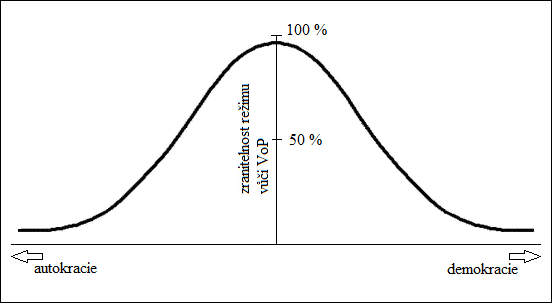 100 %
zranitelnost režimu
vůči VoP
50 %
autokracie
demokracie